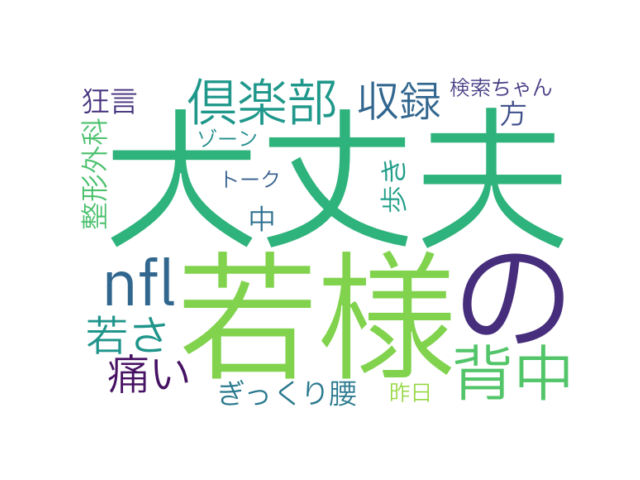 狂言
倶楽部
収録
検索ちゃん
方
整形外科
ゾーン
大丈夫
トーク
歩き
中
nfl
若様
の
若さ
痛い
背中
ぎっくり腰
昨日